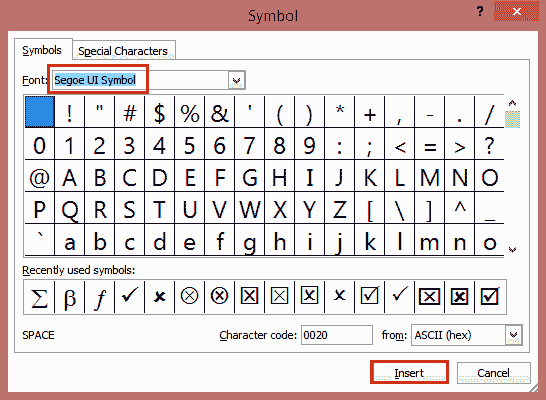 Symbol
? ×
Symbols Special Characters
Font: Segoe UI Symbol
! " # $ % & ' ( ) * + , - . /
0 1 2 3 4 5 6 7 8 9 : ; < = > ?
@ A B C D E F G H I J K L M N O
P Q R S T U V W X Y Z [ \ ] ^ _
` a b c d e f g h i j k l m n o
Recently used symbols:
∑ β ƒ ✓ ✖ ⮾ ⮿ ☒ ☒ ☒ × ☑ ✓ ☒ ☒ ☑
SPACE Character code: 0020 from: ASCII (hex)
Insert Cancel